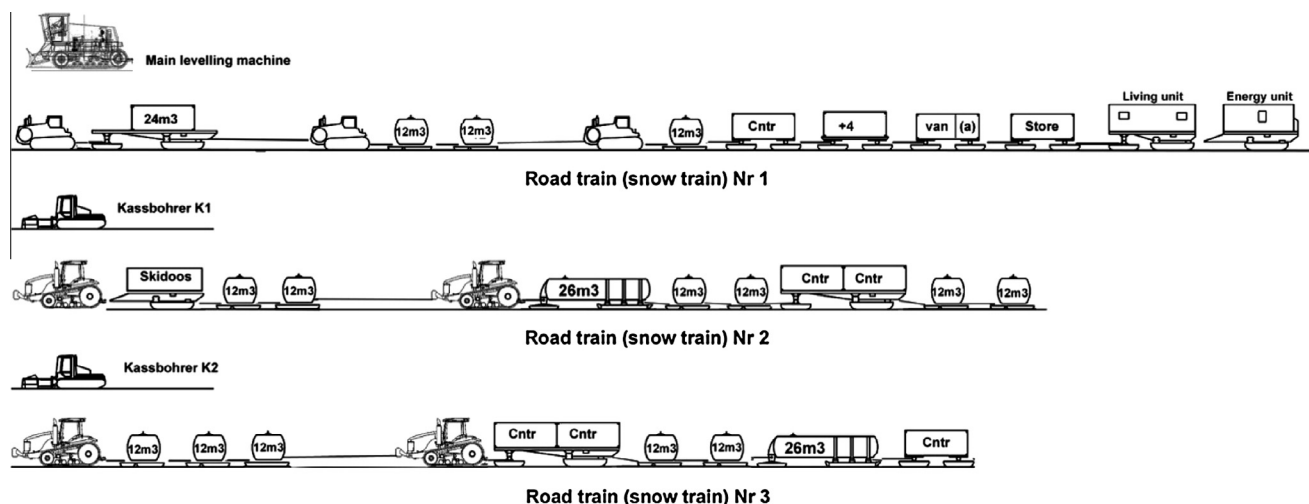 Main levelling machine
Living unit Energy unit
24m3 12m3 12m3 12m3 Cntr +4 van (a) Store
Road train (snow train) Nr 1
Kassbohrer K1
Skidoos 12m3 12m3 26m3 12m3 12m3 Cntr Cntr 12m3 12m3
Road train (snow train) Nr 2
Kassbohrer K2
12m3 12m3 12m3 Cntr Cntr 12m3 12m3 26m3 Cntr
Road train (snow train) Nr 3